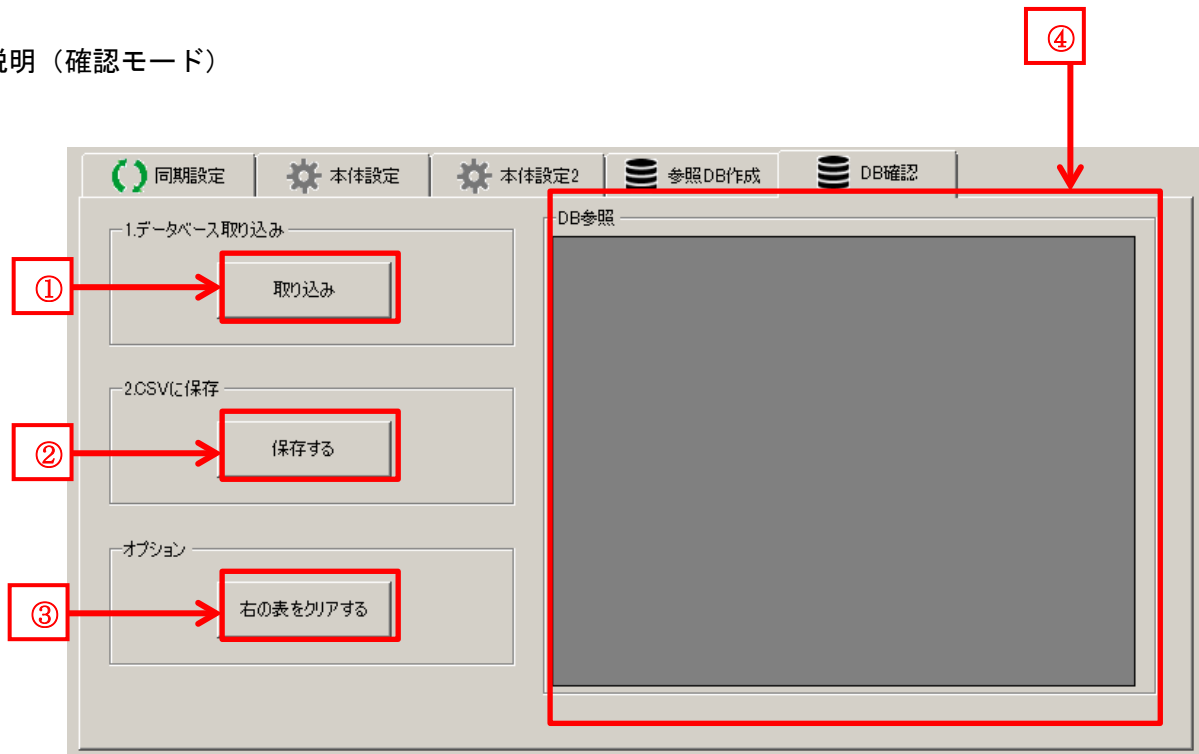 明（確認モード）
④
同期設定 本体設定 本体設定2 参照DB作成 DB確認
1.データベース取り込み
① 取り込み
2.CSVに保存
② 保存する
オプション
③ 右の表をクリアする
DB参照